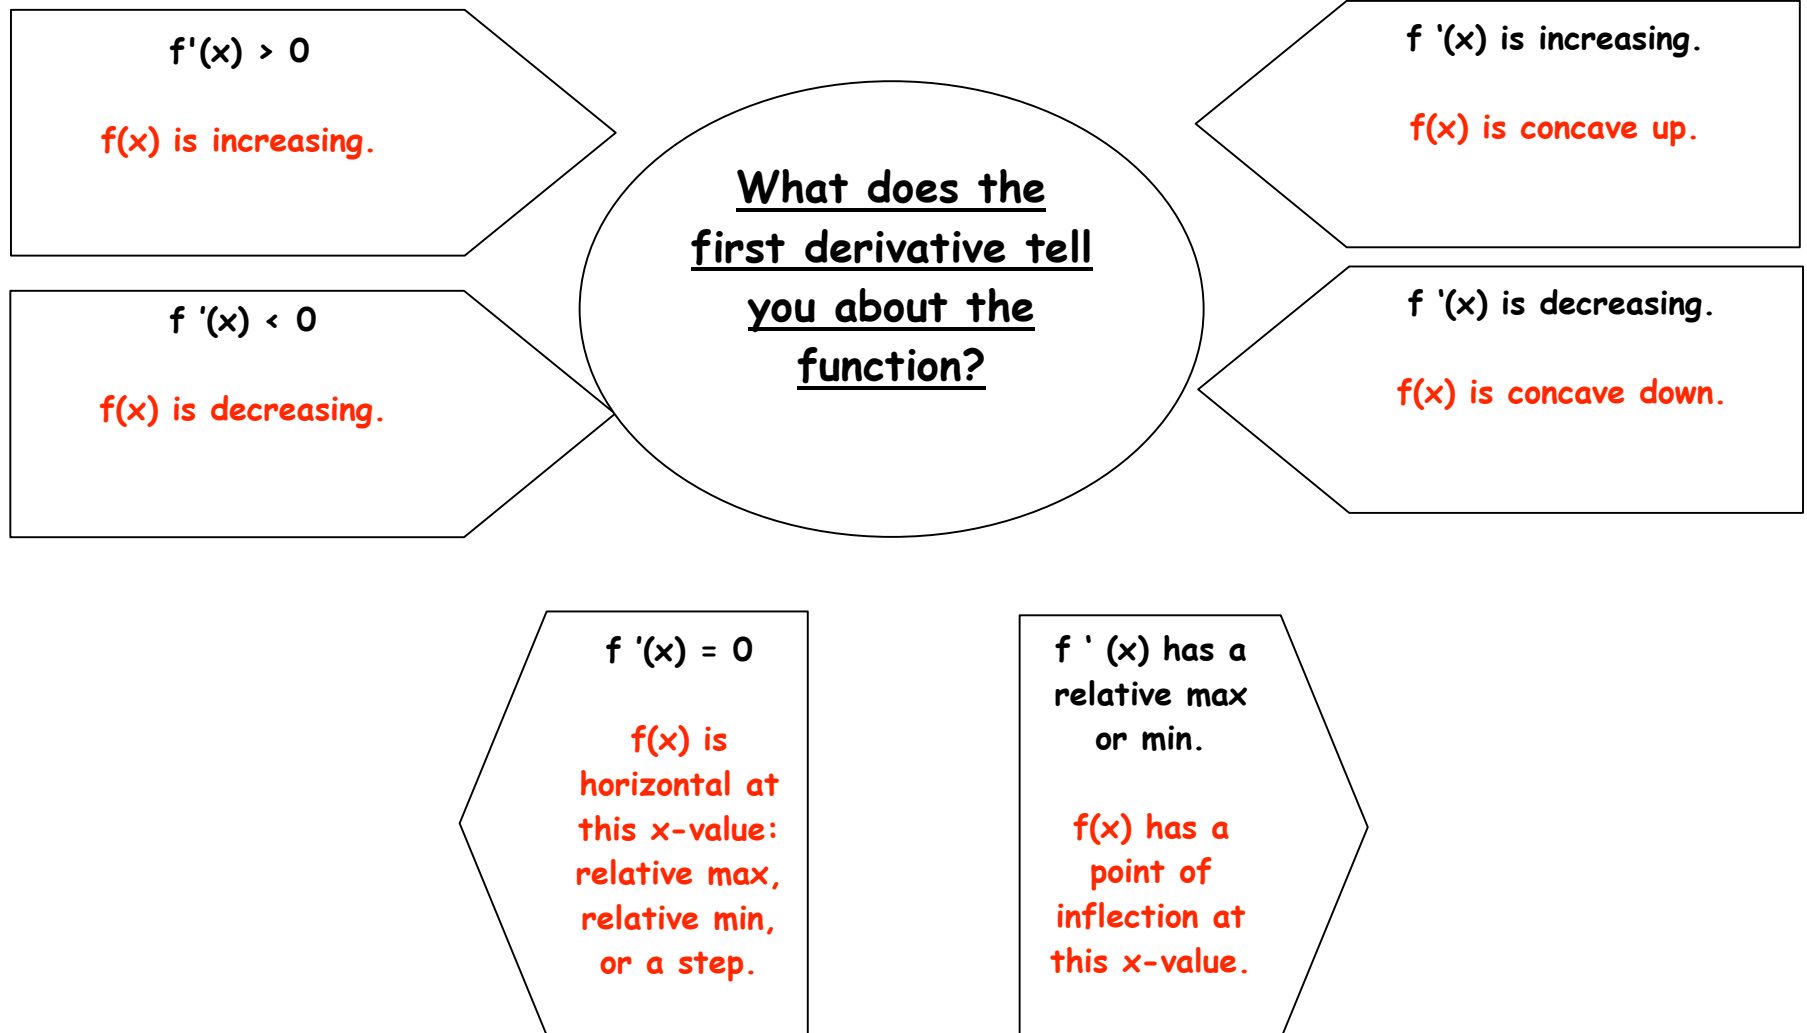 f'(x) > 0
f(x) is increasing.
f '(x) < 0
f(x) is decreasing.
What does the
first derivative tell
you about the
function?
f ‘(x) is increasing.
f(x) is concave up.
f ‘(x) is decreasing.
f(x) is concave down.
f '(x) = 0
f(x) is
horizontal at
this x-value:
relative max,
relative min,
or a step.
f ‘ (x) has a
relative max
or min.
f(x) has a
point of
inflection at
this x-value.